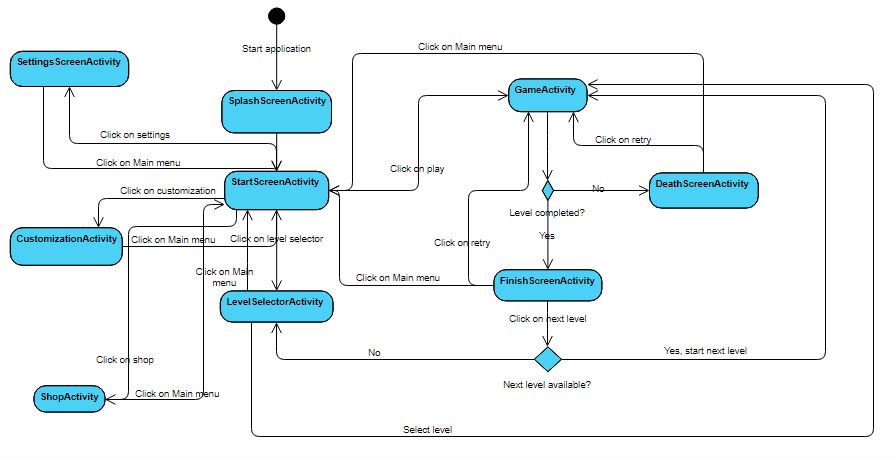 Start application
Click on Main menu
SettingsScreenActivity
SplashScreenActivity
GameActivity
Click on settings
Click on retry
Click on Main menu
Click on play
StartScreenActivity
DeathScreenActivity
Click on customization
No
Level completed?
CustomizationActivity
Click on Main menu
Click on level selector
Yes
Click on retry
Click on Main
menu
Click on Main menu
FinishScreenActivity
LevelSelectorActivity
Click on next level
No
Yes, start next level
Click on shop
Next level available?
ShopActivity
Click on Main menu
Select level